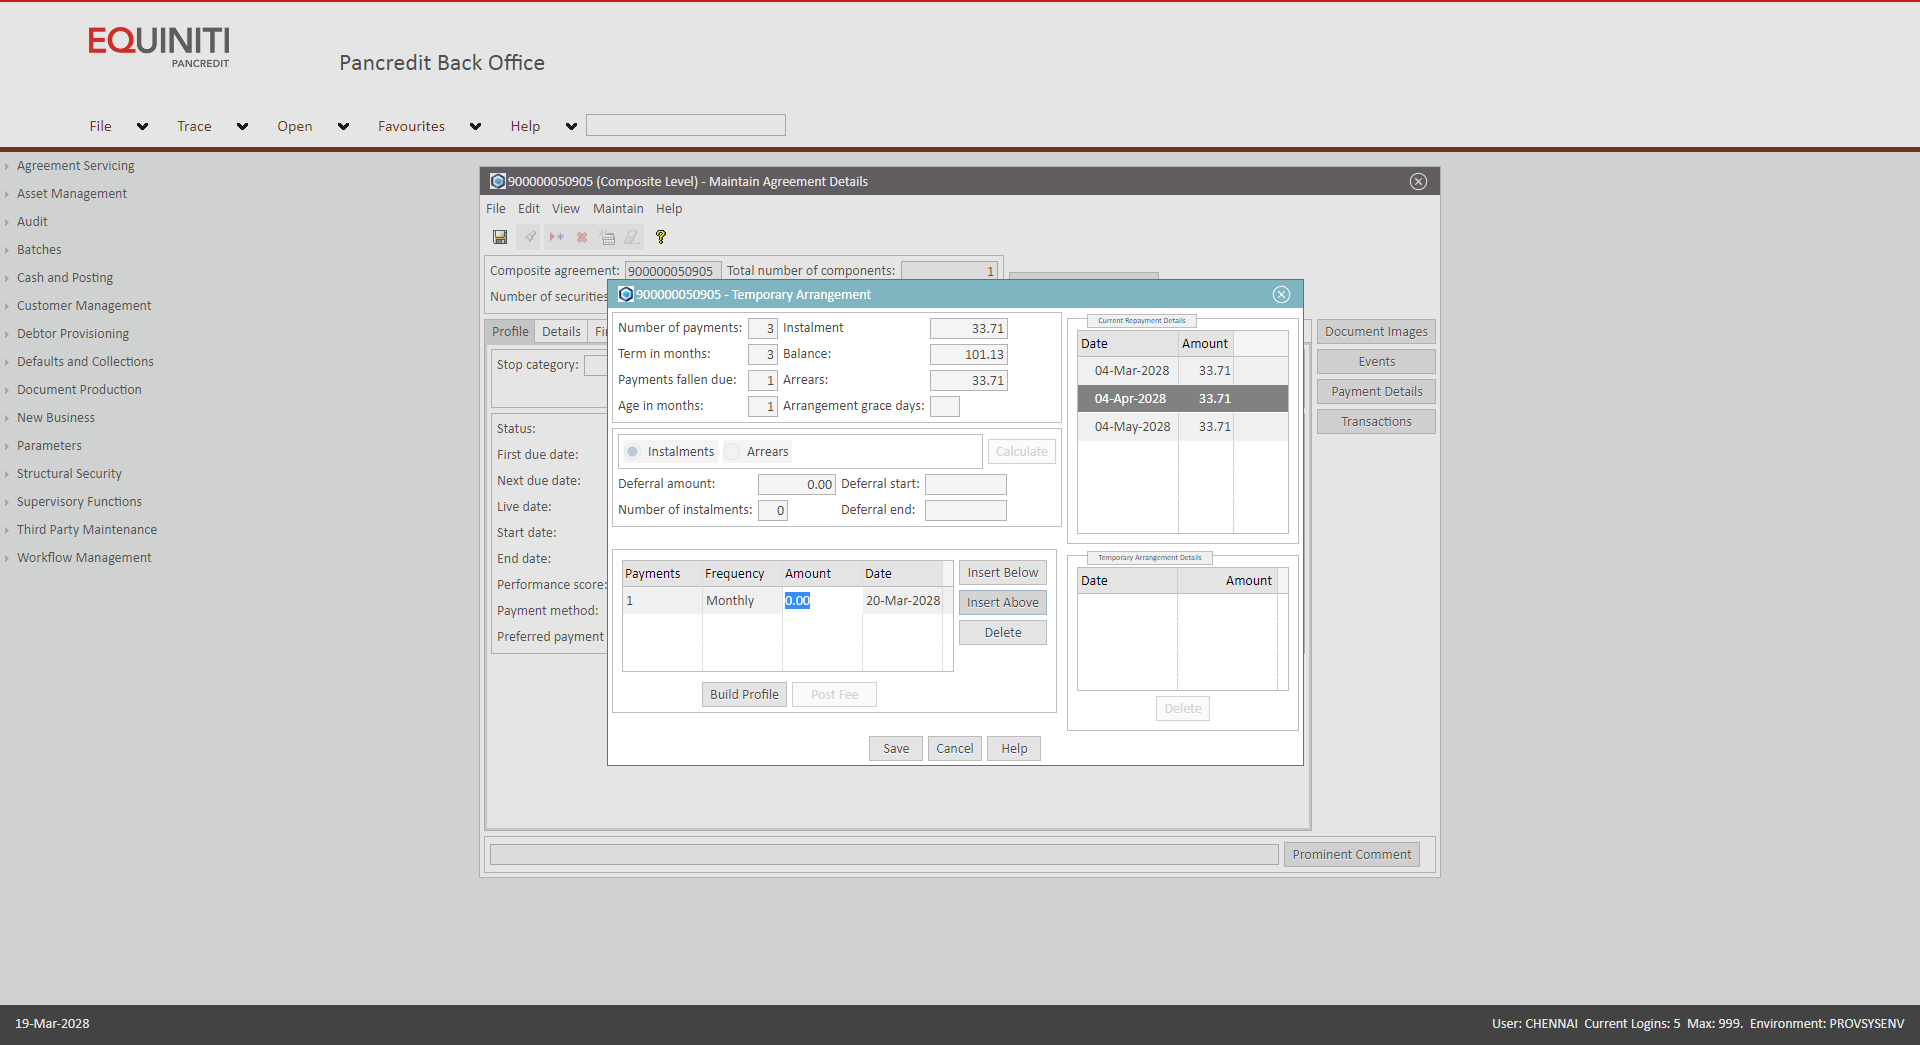 EQUINITI
PANCREDIT
Pancredit Back Office
File Trace Open Favourites Help
Agreement Servicing
Asset Management
Audit
Batches
Cash and Posting
Customer Management
Debtor Provisioning
Defaults and Collections
Document Production
New Business
Parameters
Structural Security
Supervisory Functions
Third Party Maintenance
Workflow Management
900000050905 (Composite Level) - Maintain Agreement Details
File Edit View Maintain Help
Composite agreement: 900000050905 Total number of components: 1
Number of securities
Profile Details Fi
Stop category:
Status:
First due date:
Next due date:
Live date:
Start date:
End date:
Performance score:
Payment method:
Preferred payment
900000050905 - Temporary Arrangement
Number of payments: 3 Instalment 33.71
Term in months: 3 Balance: 101.13
Payments fallen due: 1 Arrears: 33.71
Age in months: 1 Arrangement grace days:
Instalments Arrears Calculate
Deferral amount: 0.00 Deferral start:
Number of instalments: 0 Deferral end:
Payments Frequency Amount Date
1 Monthly 0.00 20-Mar-2028
Insert Below
Insert Above
Delete
Build Profile Post Fee
Current Repayment Details
Date Amount
04-Mar-2028 33.71
04-Apr-2028 33.71
04-May-2028 33.71
Temporary Arrangement Details
Date Amount
Delete
Save Cancel Help
Document Images
Events
Payment Details
Transactions
Prominent Comment
19-Mar-2028
User: CHENNAI Current Logins: 5 Max: 999. Environment: PROVSYSENV